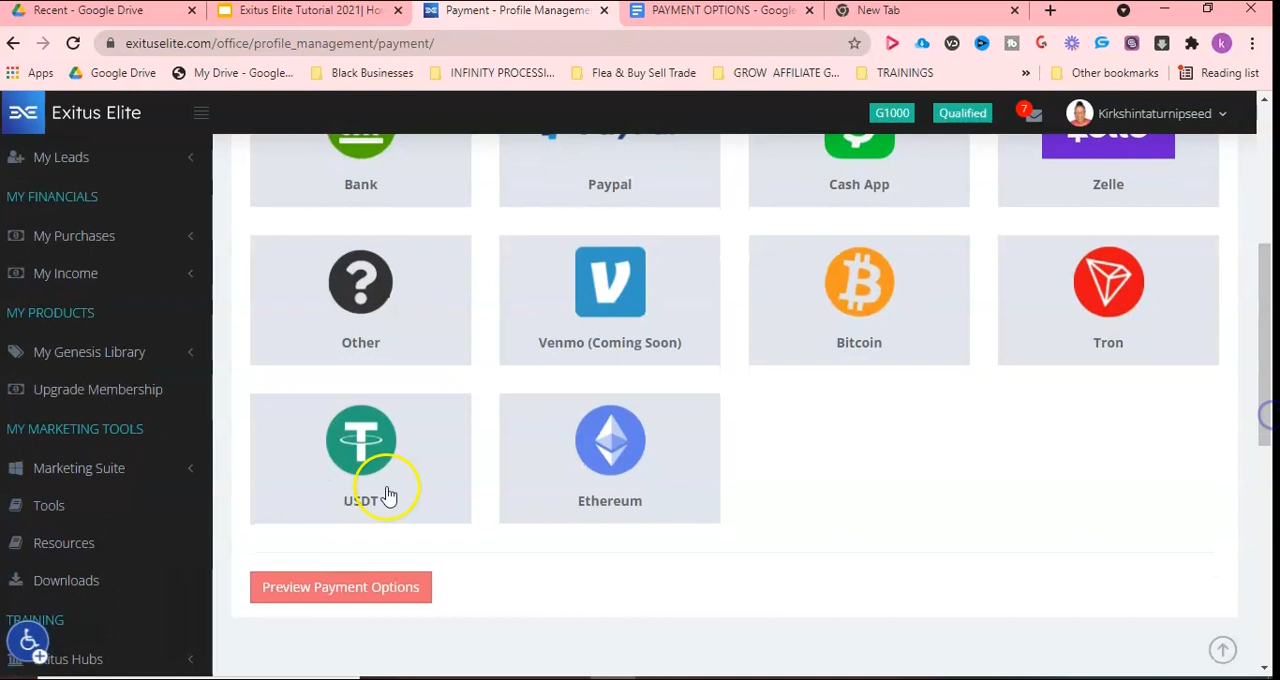 Recent - Google Drive
Exitus Elite Tutorial 2021| Ho
Payment - Profile Manageme
PAYMENT OPTIONS - Google
New Tab
exituselite.com/office/profile_management/payment/
Apps
Google Drive
My Drive - Google...
Black Businesses
INFINITY PROCESSI...
Flea & Buy Sell Trade
GROW AFFILIATE G...
TRAININGS
Other bookmarks
Reading list
Exitus Elite
G1000
Qualified
7
Kirkshintaturnipseed
My Leads
MY FINANCIALS
My Purchases
My Income
MY PRODUCTS
My Genesis Library
Upgrade Membership
MY MARKETING TOOLS
Marketing Suite
Tools
Resources
Downloads
TRAINING
Exitus Hubs
Bank
Paypal
Cash App
Zelle
Other
Venmo (Coming Soon)
Bitcoin
Tron
USDT
Ethereum
Preview Payment Options